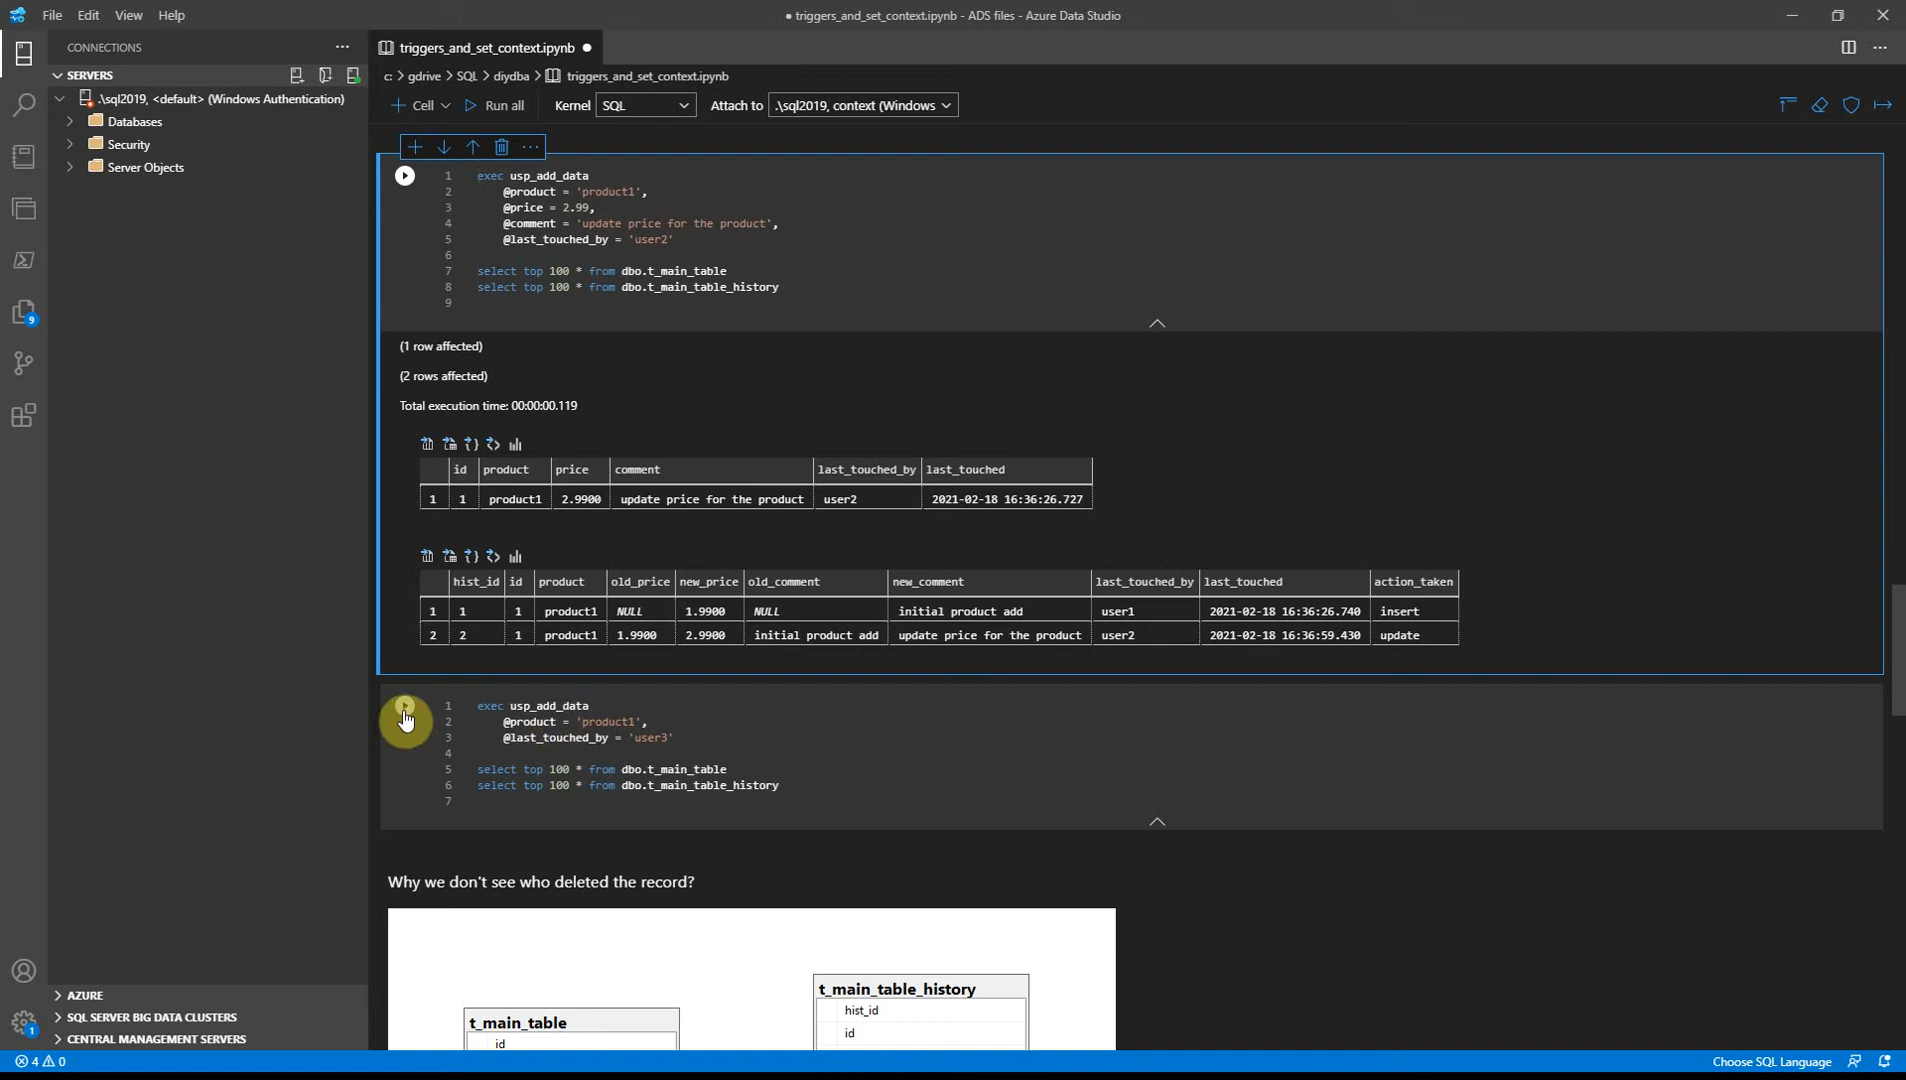 File Edit View Help
● triggers_and_set_context.ipynb - ADS files - Azure Data Studio
CONNECTIONS
triggers_and_set_context.ipynb
SERVERS
c: > gdrive > SQL > diydba > triggers_and_set_context.ipynb
.\sql2019, <default> (Windows Authentication)
Cell Run all Kernel SQL Attach to .\sql2019, context (Windows
Databases
Security
Server Objects
1 exec usp_add_data
2 @product = 'product1',
3 @price = 2.99,
4 @comment = 'update price for the product',
5 @last_touched_by = 'user2'
6
7 select top 100 * from dbo.t_main_table
8 select top 100 * from dbo.t_main_table_history
9
9
(1 row affected)
(2 rows affected)
Total execution time: 00:00:00.119
id product price comment last_touched_by last_touched
1 1 product1 2.9900 update price for the product user2 2021-02-18 16:36:26.727
hist_id id product old_price new_price old_comment new_comment last_touched_by last_touched action_taken
1 1 1 product1 NULL 1.9900 NULL initial product add user1 2021-02-18 16:36:26.740 insert
2 2 1 product1 1.9900 2.9900 initial product add update price for the product user2 2021-02-18 16:36:59.430 update
1 exec usp_add_data
2 @product = 'product1',
3 @last_touched_by = 'user3'
4
5 select top 100 * from dbo.t_main_table
6 select top 100 * from dbo.t_main_table_history
7
Why we don't see who deleted the record?
t_main_table_history
hist_id
t_main_table
id
id
AZURE
SQL SERVER BIG DATA CLUSTERS
CENTRAL MANAGEMENT SERVERS
1
4 0
Choose SQL Language